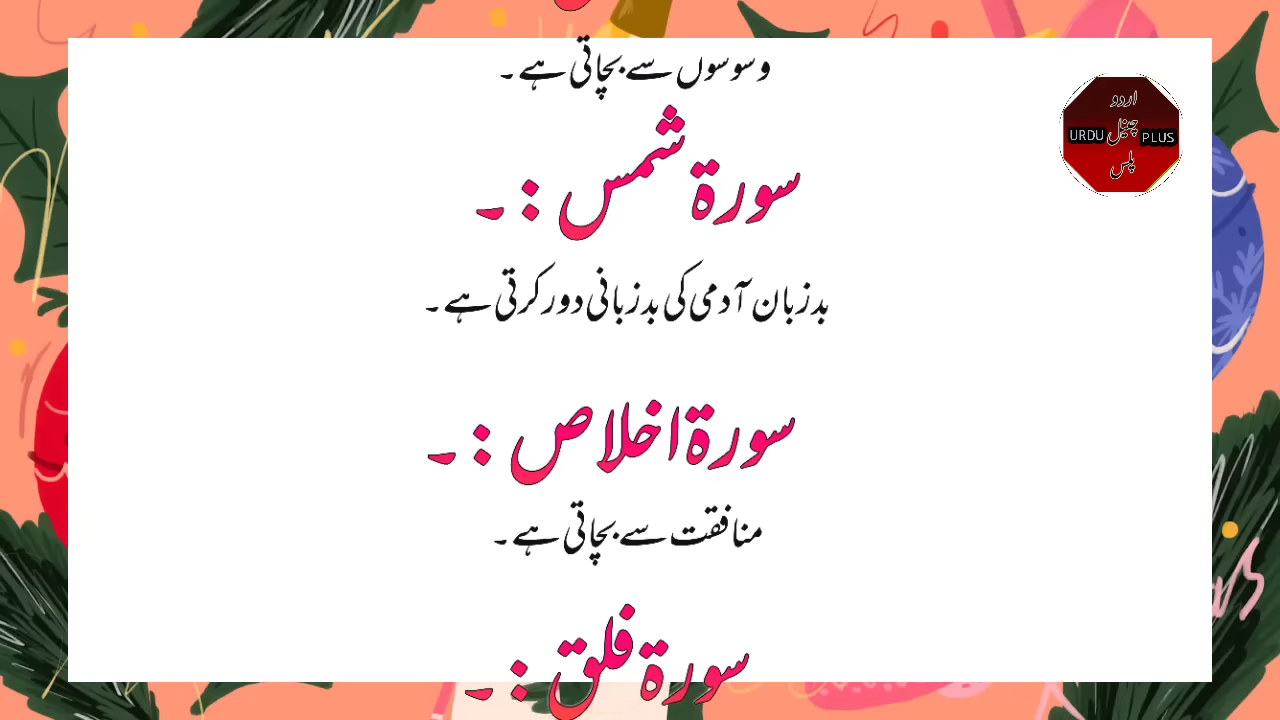 وسوسوں سے بچاتی ہے ۔
سورۃ شمس :۔
بدزبان آدمی کی بدزبانی دور کرتی ہے ۔
سورۃ اخلاص :۔
منافقت سے بچاتی ہے ۔
سورۃ فلق :۔
اردو
URDU چینل PLUS
پلس